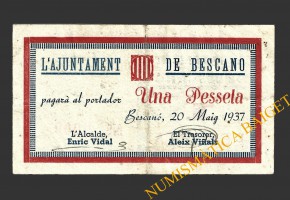 L'AJUNTAMENT DE BESCANO
pagarà al portador Una Pesseta
Bescanó, 20 Maig 1937
L'Alcalde, El Tresorer,
Enric Vidal Aleix Viñals
NUMISMATICA BAIGET